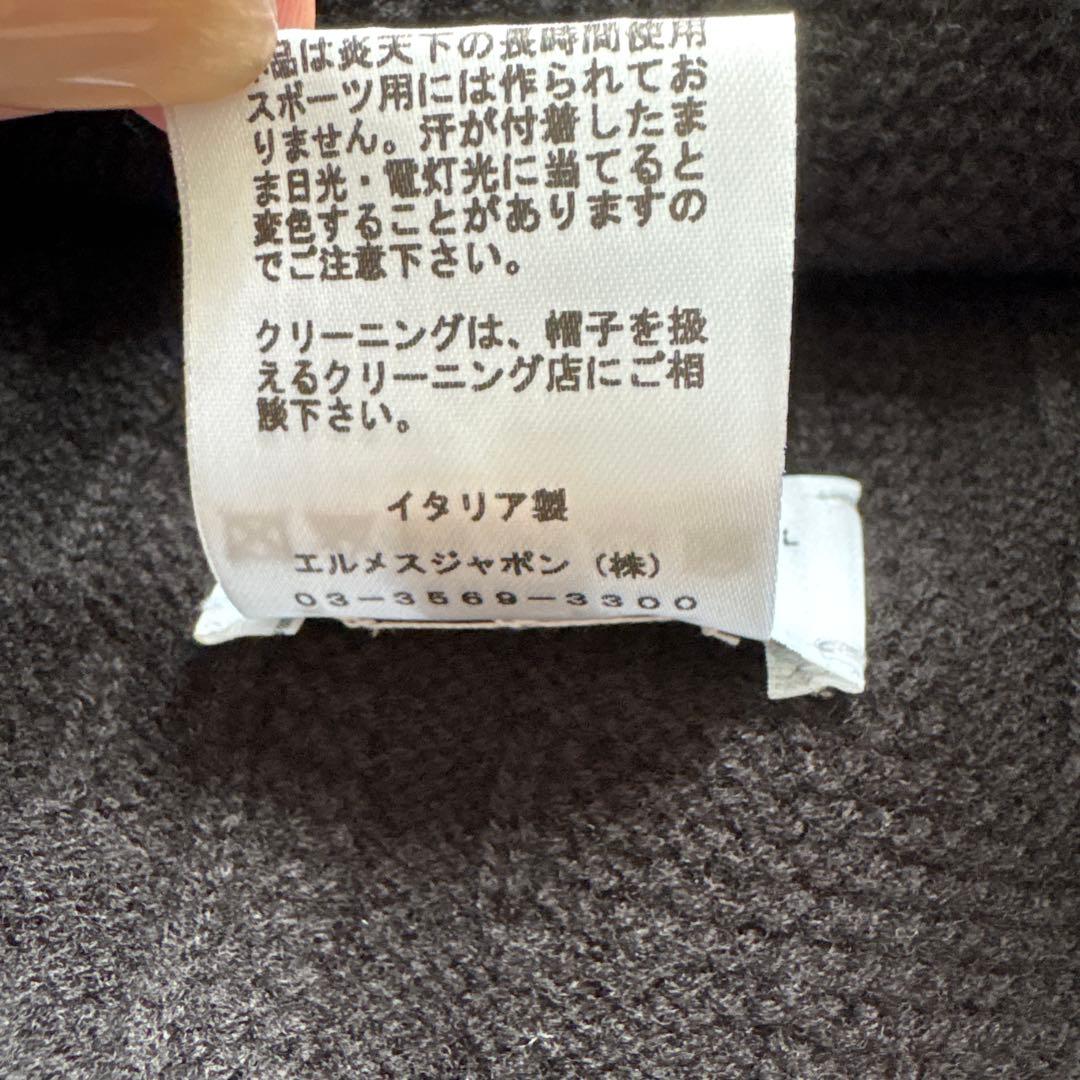 品は炎天下の長時間使用
スポーツ用には作られてお
りません。汗が付着したま
ま日光・電灯光に当てると
変色することがありますの
でご注意下さい。
クリーニングは、帽子を扱
えるクリーニング店にご相
談下さい。
イタリア製
エルメスジャポン（株）
03-3569-3300
L